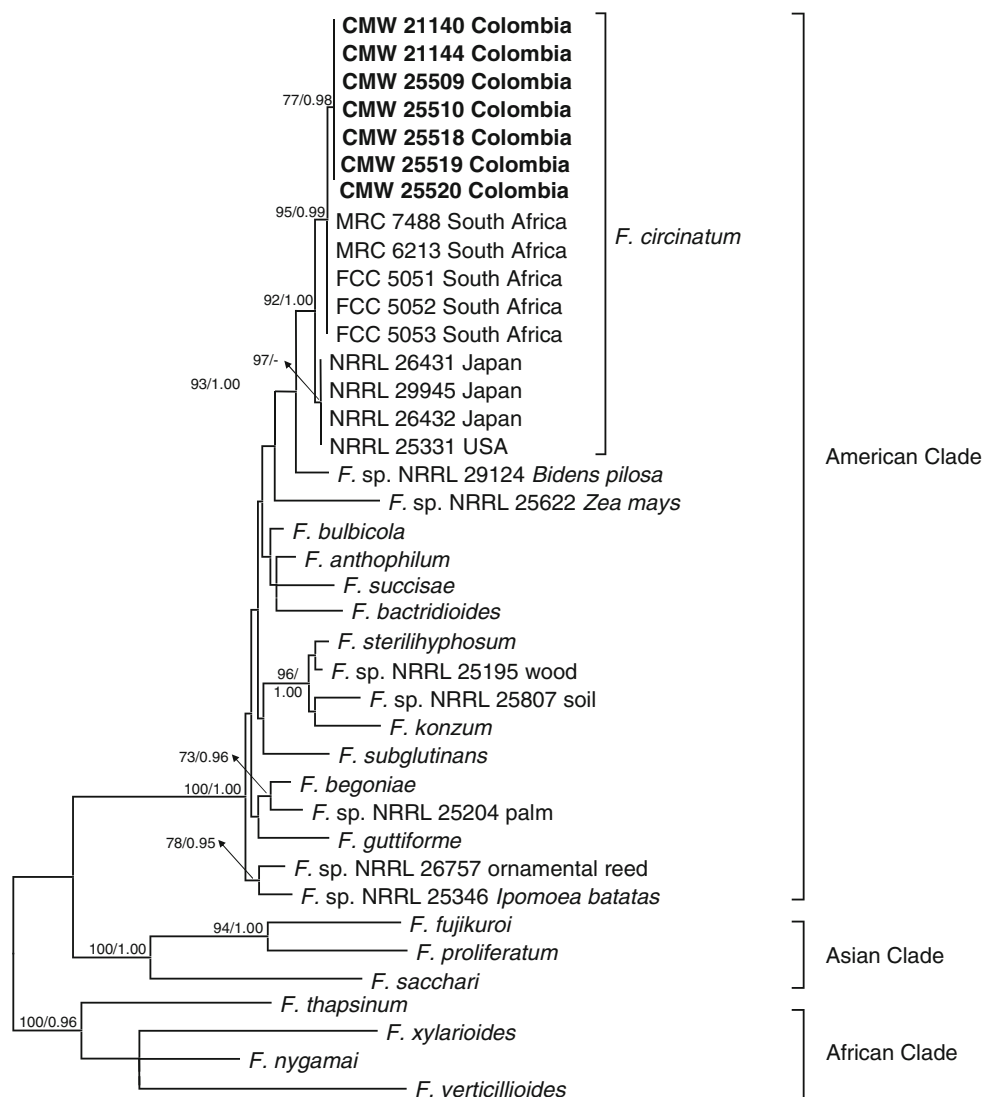 CMW 21140 Colombia
CMW 21144 Colombia
CMW 25509 Colombia
77/0.98
CMW 25510 Colombia
CMW 25518 Colombia
CMW 25519 Colombia
CMW 25520 Colombia
95/0.99
MRC 7488 South Africa
F. circinatum
MRC 6213 South Africa
FCC 5051 South Africa
92/1.00
FCC 5052 South Africa
FCC 5053 South Africa
97/-
NRRL 26431 Japan
93/1.00
NRRL 29945 Japan
NRRL 26432 Japan
NRRL 25331 USA
American Clade
F. sp. NRRL 29124 Bidens pilosa
F. sp. NRRL 25622 Zea mays
F. bulbicola
F. anthophilum
F. succisae
F. bactridioides
F. sterilihyphosum
96/
1.00
F. sp. NRRL 25195 wood
F. sp. NRRL 25807 soil
F. konzum
F. subglutinans
73/0.96
F. begoniae
100/1.00
F. sp. NRRL 25204 palm
F. guttiforme
78/0.95
F. sp. NRRL 26757 ornamental reed
F. sp. NRRL 25346 Ipomoea batatas
F. fujikuroi
94/1.00
F. proliferatum
100/1.00
Asian Clade
F. sacchari
F. thapsinum
100/0.96
F. xylarioides
African Clade
F. nygamai
F. verticillioides